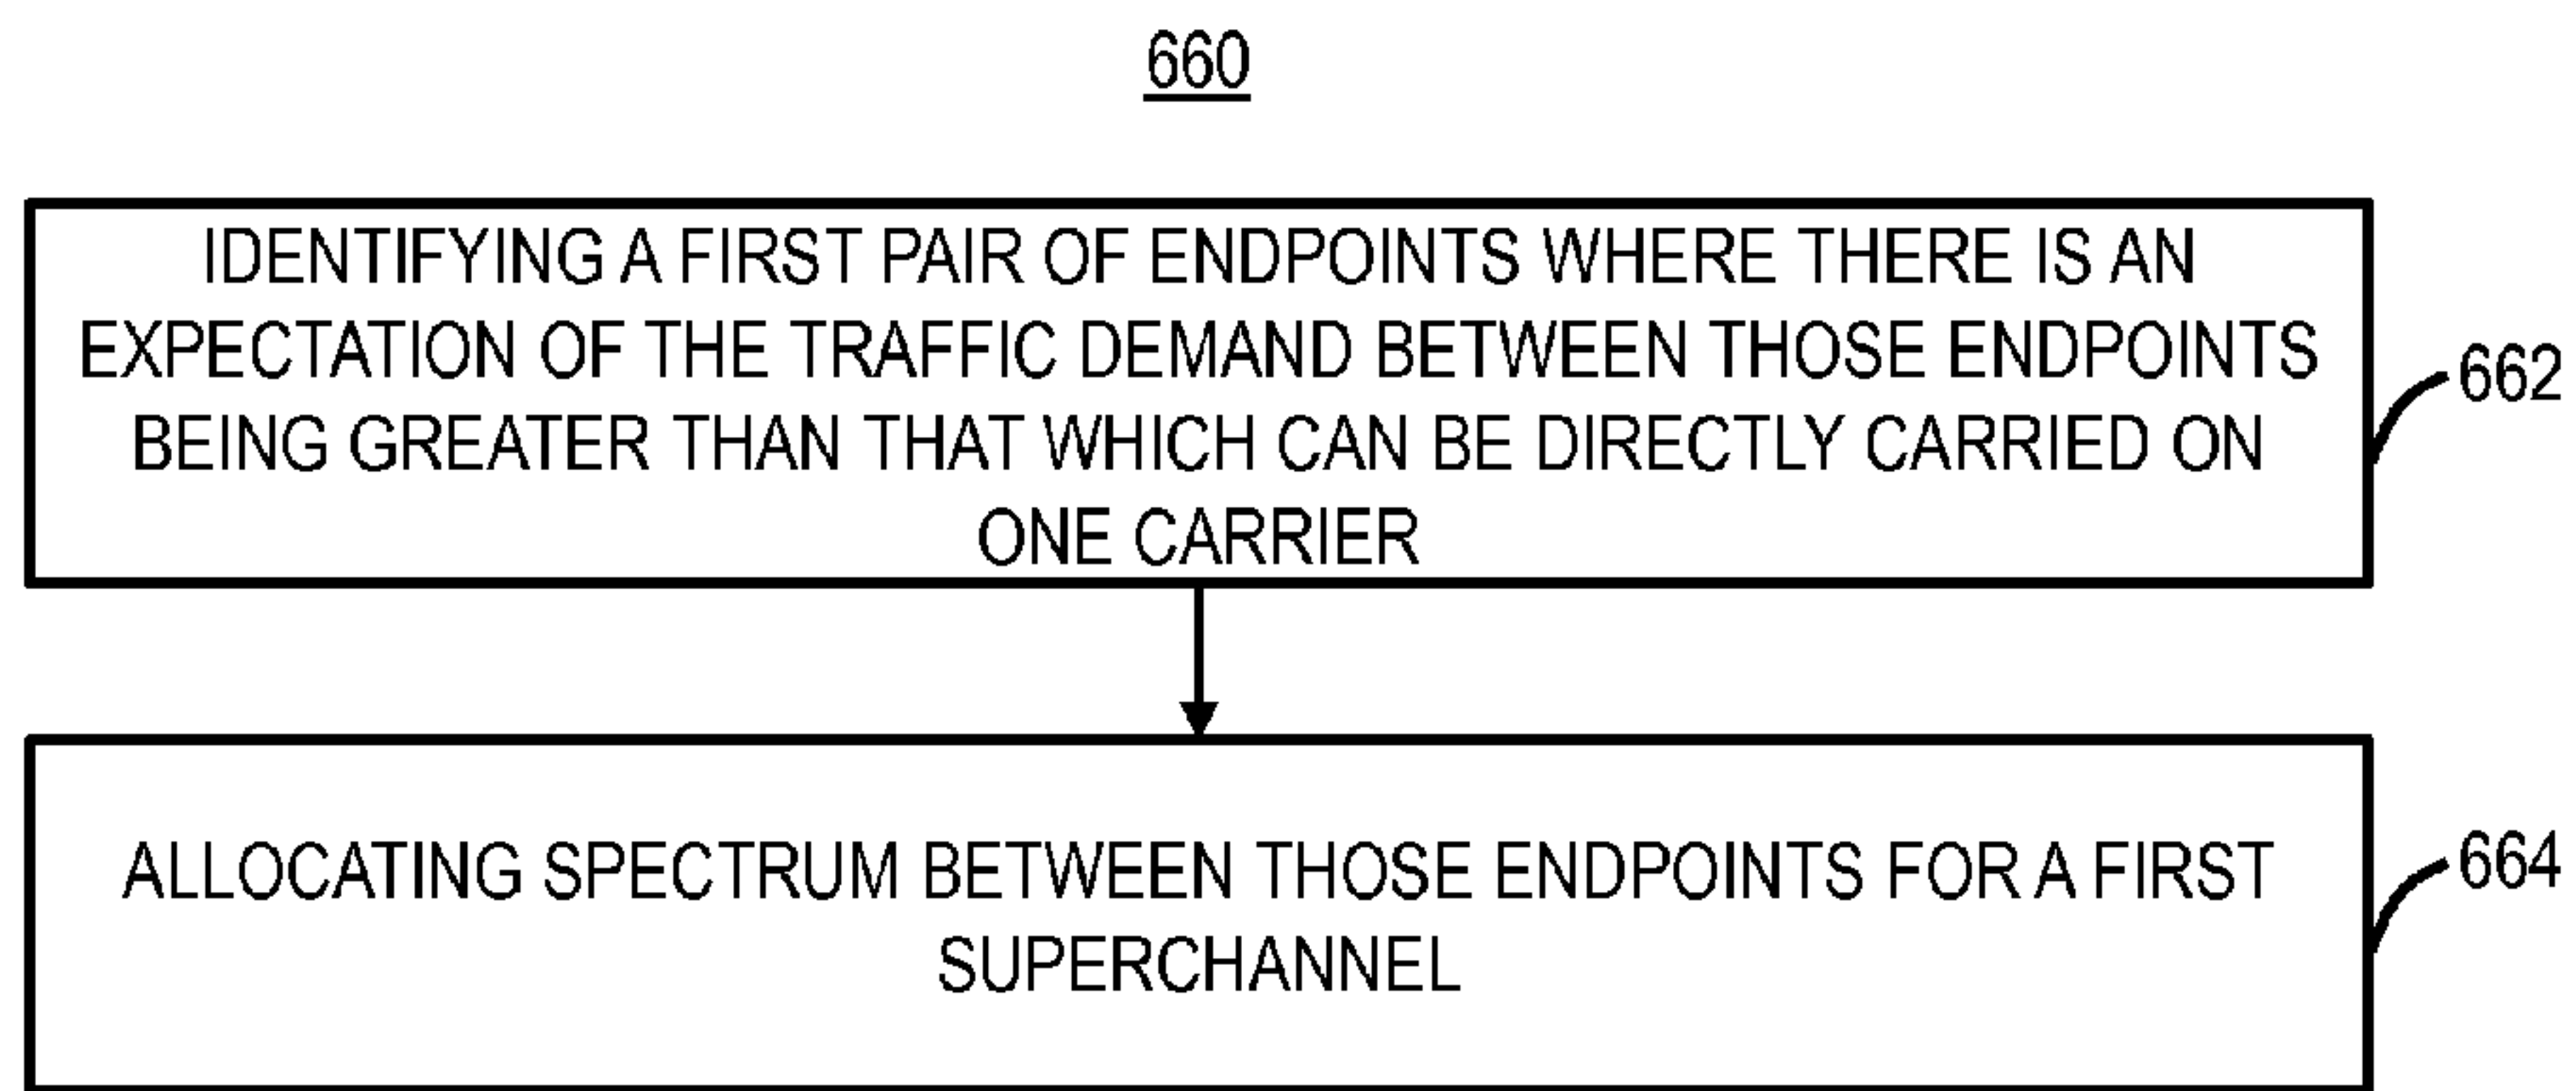 660
IDENTIFYING A FIRST PAIR OF ENDPOINTS WHERE THERE IS AN
EXPECTATION OF THE TRAFFIC DEMAND BETWEEN THOSE ENDPOINTS
BEING GREATER THAN THAT WHICH CAN BE DIRECTLY CARRIED ON
ONE CARRIER
662
ALLOCATING SPECTRUM BETWEEN THOSE ENDPOINTS FOR A FIRST
SUPERCHANNEL
664